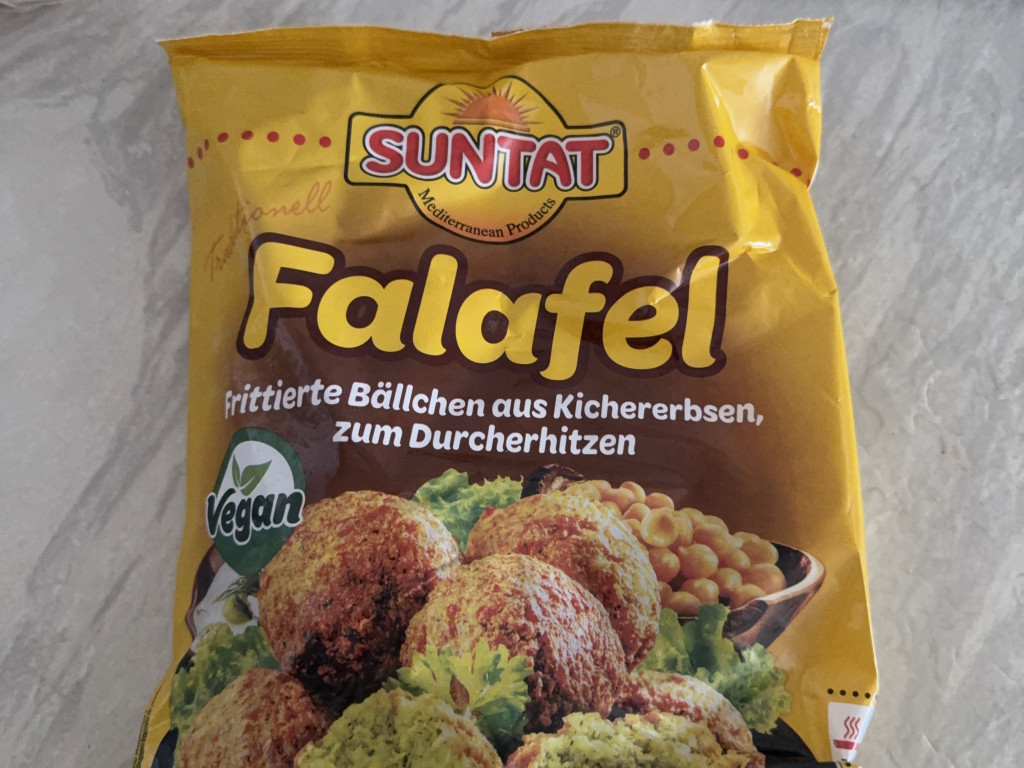 SUNTAT®
Mediterranean Products
Traditionell
Falafel
Frittierte Bällchen aus Kichererbsen,
zum Durcherhitzen
Vegan